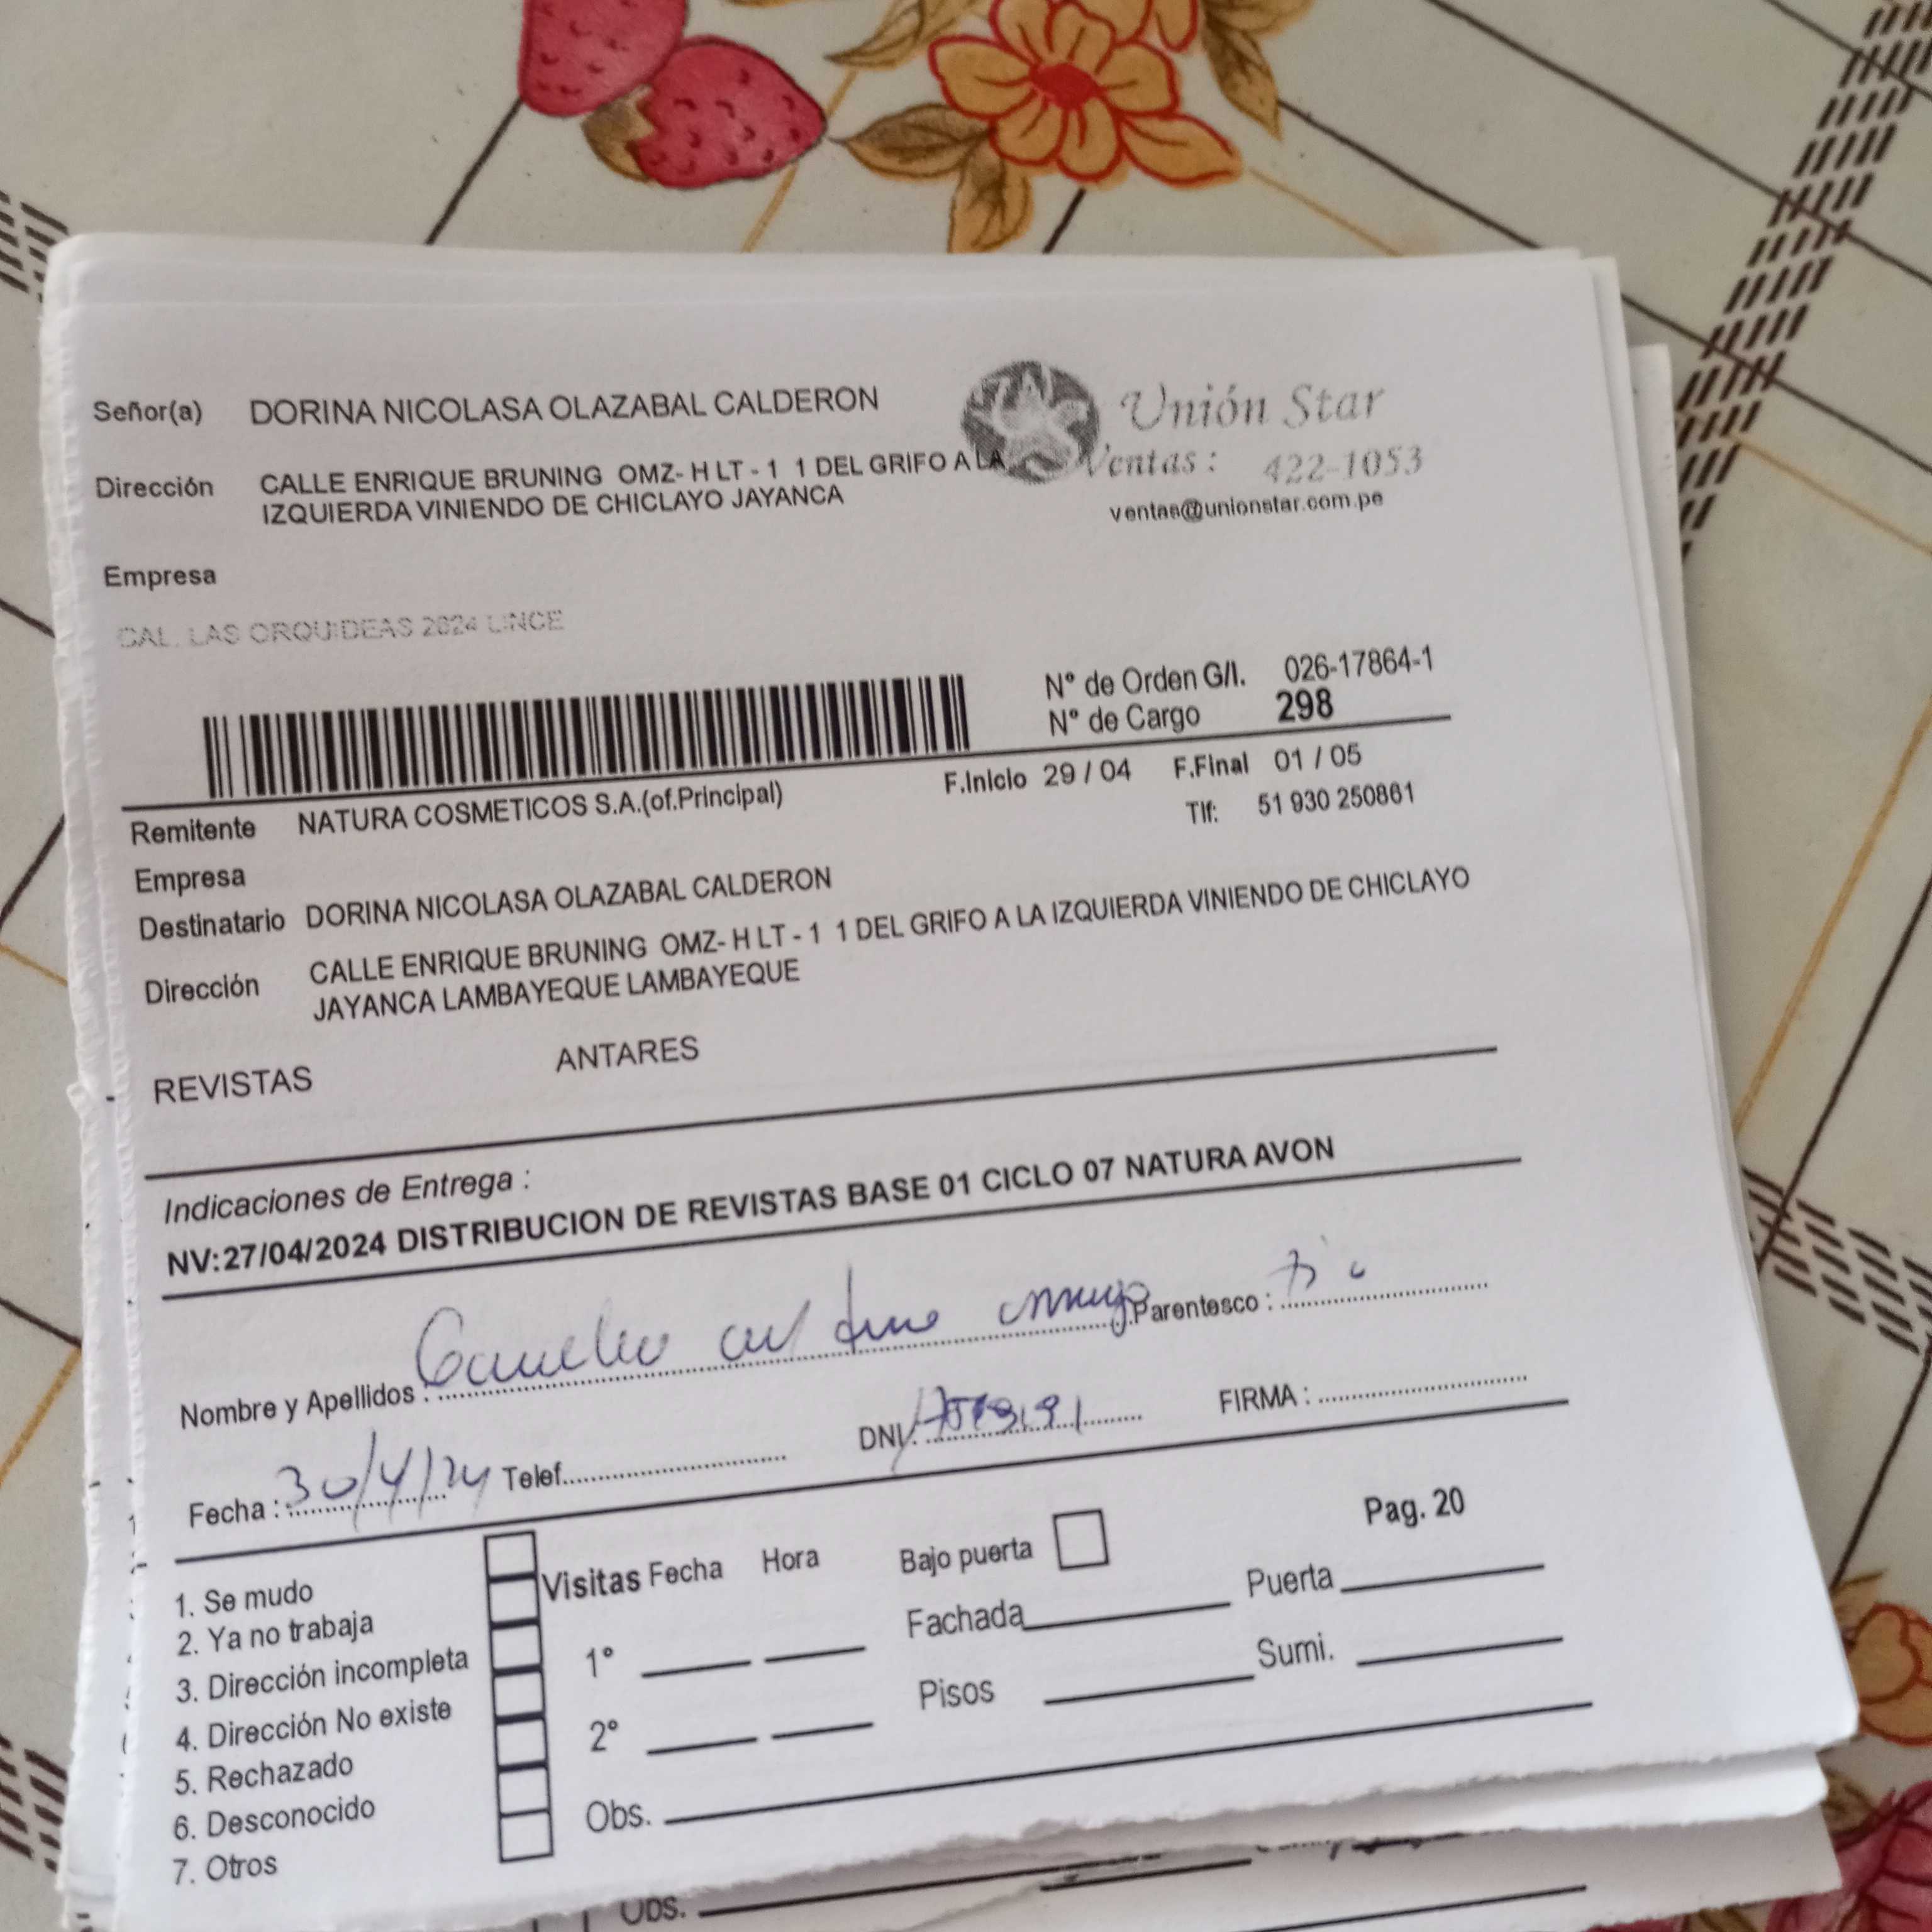 Señor(a) DORINA NICOLASA OLAZABAL CALDERON
Unión Star
Dirección CALLE ENRIQUE BRUNING OMZ- H LT - 1 1 DEL GRIFO A LA
IZQUIERDA VINIENDO DE CHICLAYO JAYANCA
Ventas: 422-1053
ventas@unionstar.com.pe
Empresa
CAL. LAS ORQUIDEAS 2624 LINCE
N° de Orden G/I. 026-17864-1
N° de Cargo 298
F.Inicio 29 / 04 F.Final 01 / 05
Remitente NATURA COSMETICOS S.A.(of.Principal)
Tlf: 51 930 250861
Empresa
Destinatario DORINA NICOLASA OLAZABAL CALDERON
Dirección CALLE ENRIQUE BRUNING OMZ- H LT - 1 1 DEL GRIFO A LA IZQUIERDA VINIENDO DE CHICLAYO
JAYANCA LAMBAYEQUE LAMBAYEQUE
REVISTAS ANTARES
Indicaciones de Entrega :
NV:27/04/2024 DISTRIBUCION DE REVISTAS BASE 01 CICLO 07 NATURA AVON
Nombre y Apellidos : Parentesco :
Fecha : 30/4/24 Telef. DNI: FIRMA :
Pag. 20
1. Se mudo
2. Ya no trabaja
3. Dirección incompleta
4. Dirección No existe
5. Rechazado
6. Desconocido
7. Otros
Visitas Fecha Hora
1°
2°
Obs.
Bajo puerta
Fachada Puerta
Pisos Sumi.
Obs.